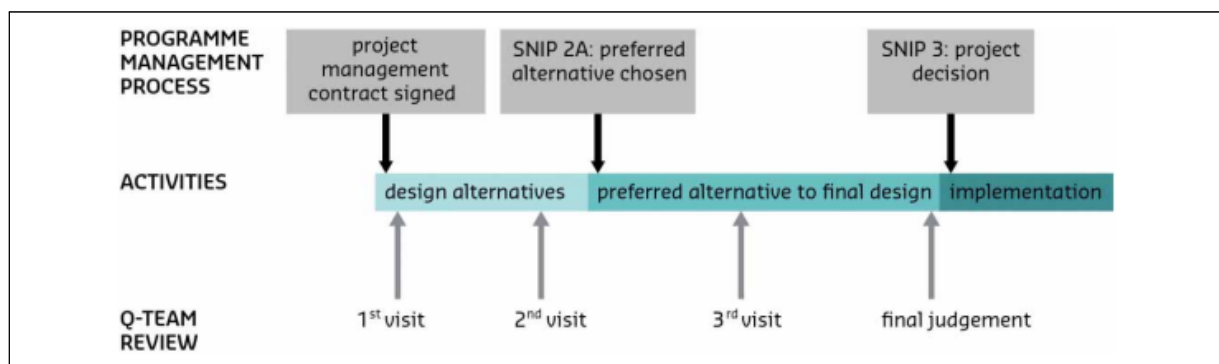 PROGRAMME
MANAGEMENT
PROCESS
project
management
contract signed
SNIP 2A: preferred
alternative chosen
SNIP 3: project
decision
ACTIVITIES
design alternatives
preferred alternative to final design
implementation
Q-TEAM
REVIEW
1st visit
2nd visit
3rd visit
final judgement